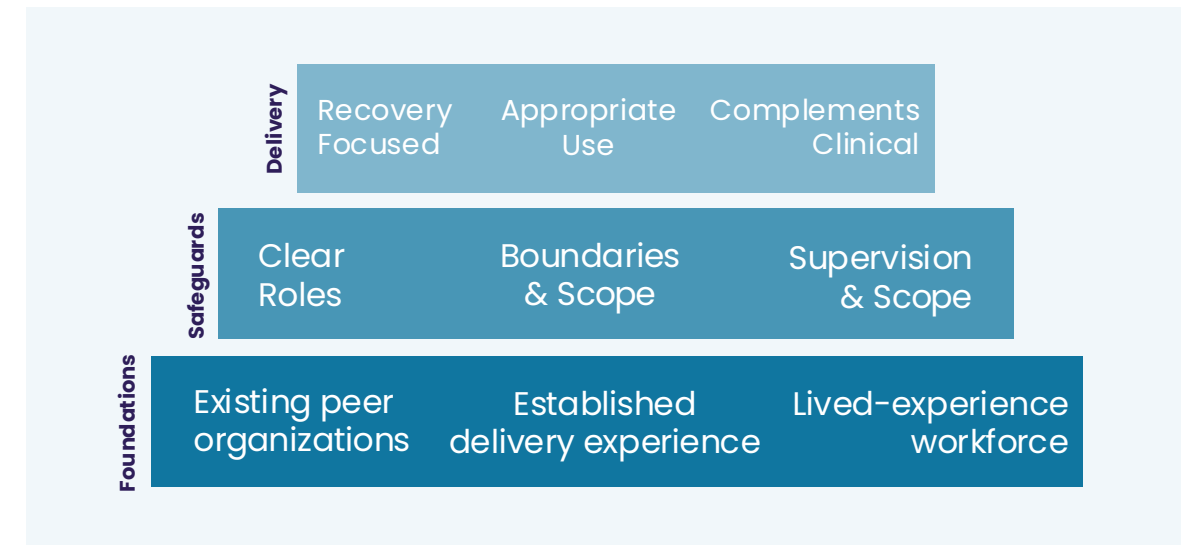 Delivery
Recovery
Focused
Appropriate
Use
Complements
Clinical
Safeguards
Clear
Roles
Boundaries
& Scope
Supervision
& Scope
Foundations
Existing peer
organizations
Established
delivery experience
Lived-experience
workforce